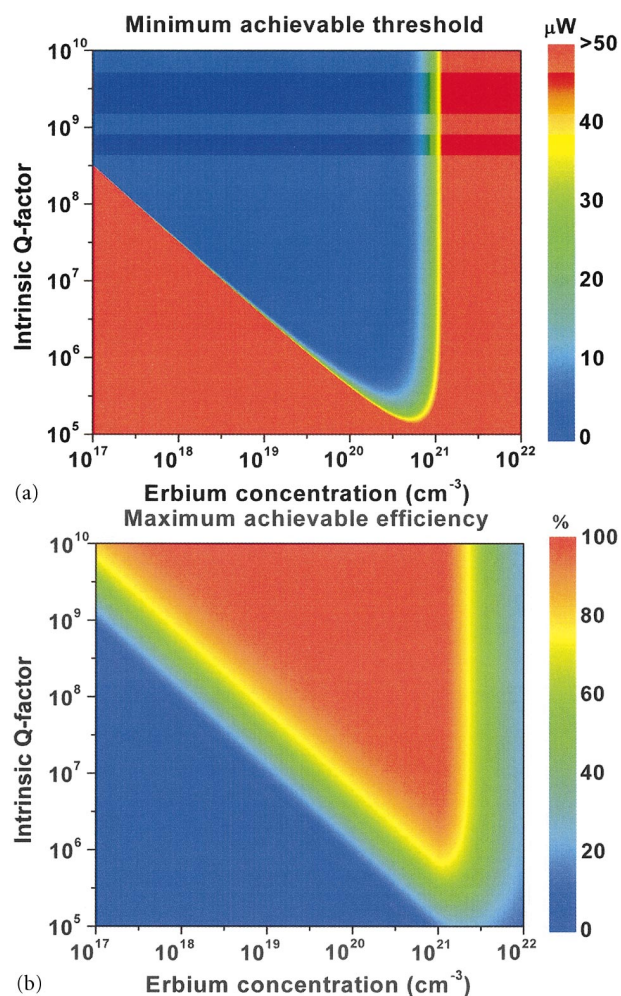 Minimum achievable threshold
μW
10^10
10^9
10^8
10^7
10^6
10^5
Intrinsic Q-factor
>50
40
30
20
10
0
10^17 10^18 10^19 10^20 10^21 10^22
(a)
Erbium concentration (cm^-3)
Maximum achievable efficiency
%
10^10
10^9
10^8
10^7
10^6
10^5
Intrinsic Q-factor
100
80
60
40
20
0
10^17 10^18 10^19 10^20 10^21 10^22
(b)
Erbium concentration (cm^-3)